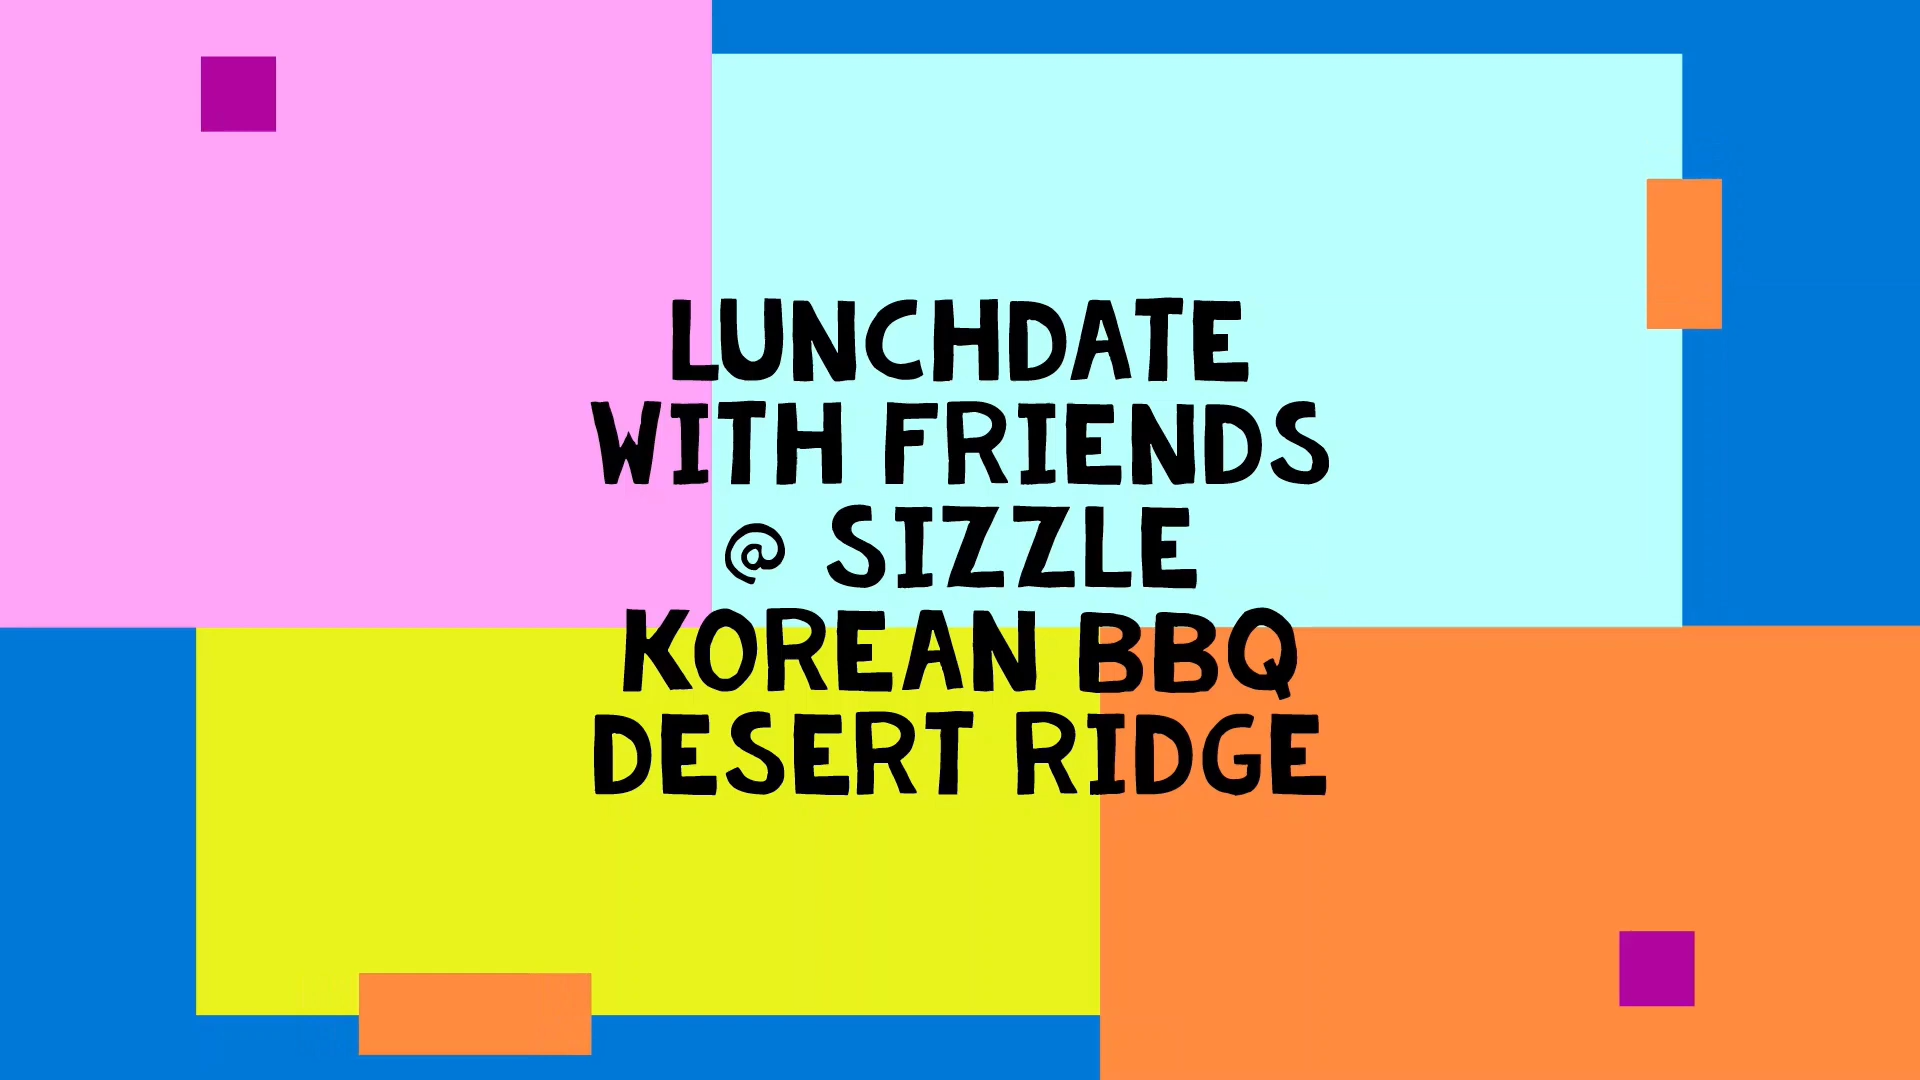 LUNCHDATE
WITH FRIENDS
@ SIZZLE
KOREAN BBQ
DESERT RIDGE